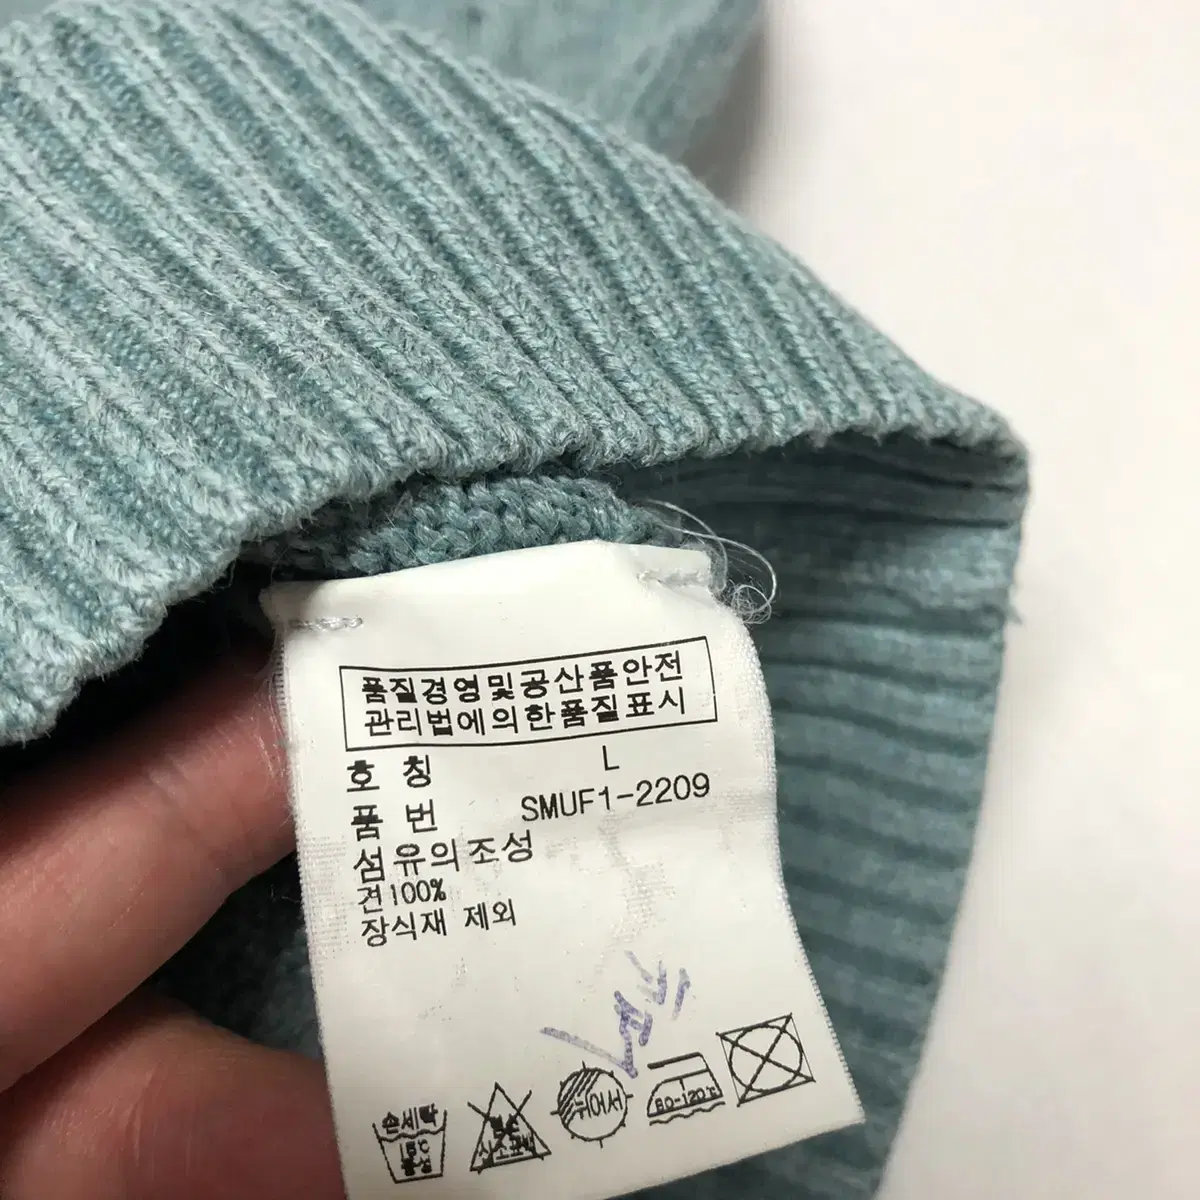 품질경영및공산품안전
관리법에의한품질표시
호 칭 L
품 번 SMUF1-2209
섬유의조성
견100%
장식재 제외
손세탁
뉘어서
80-120℃